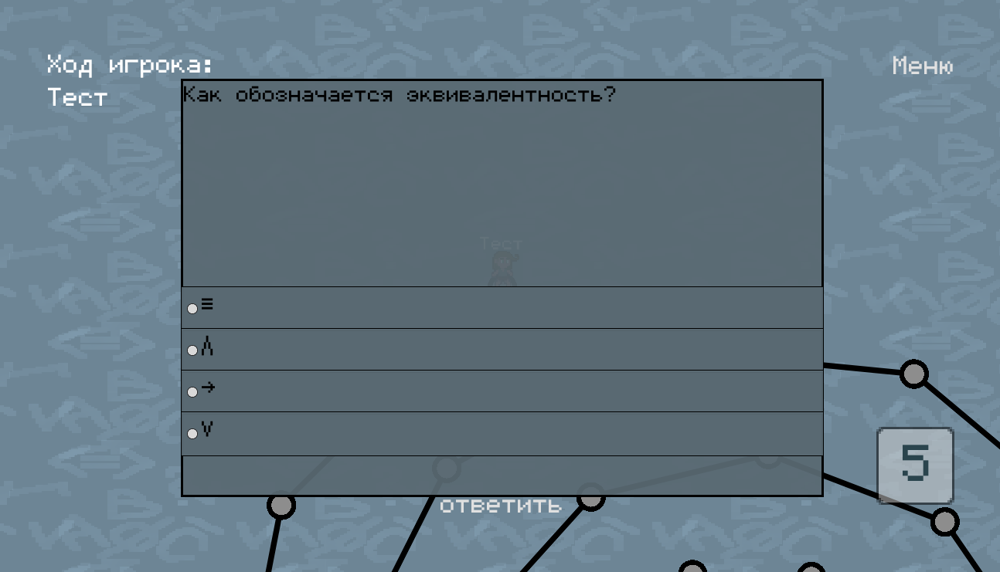 Ход игрока:
Тест
Меню
Как обозначается эквивалентность?
Тест
≡
∧
→
∨
5
ответить